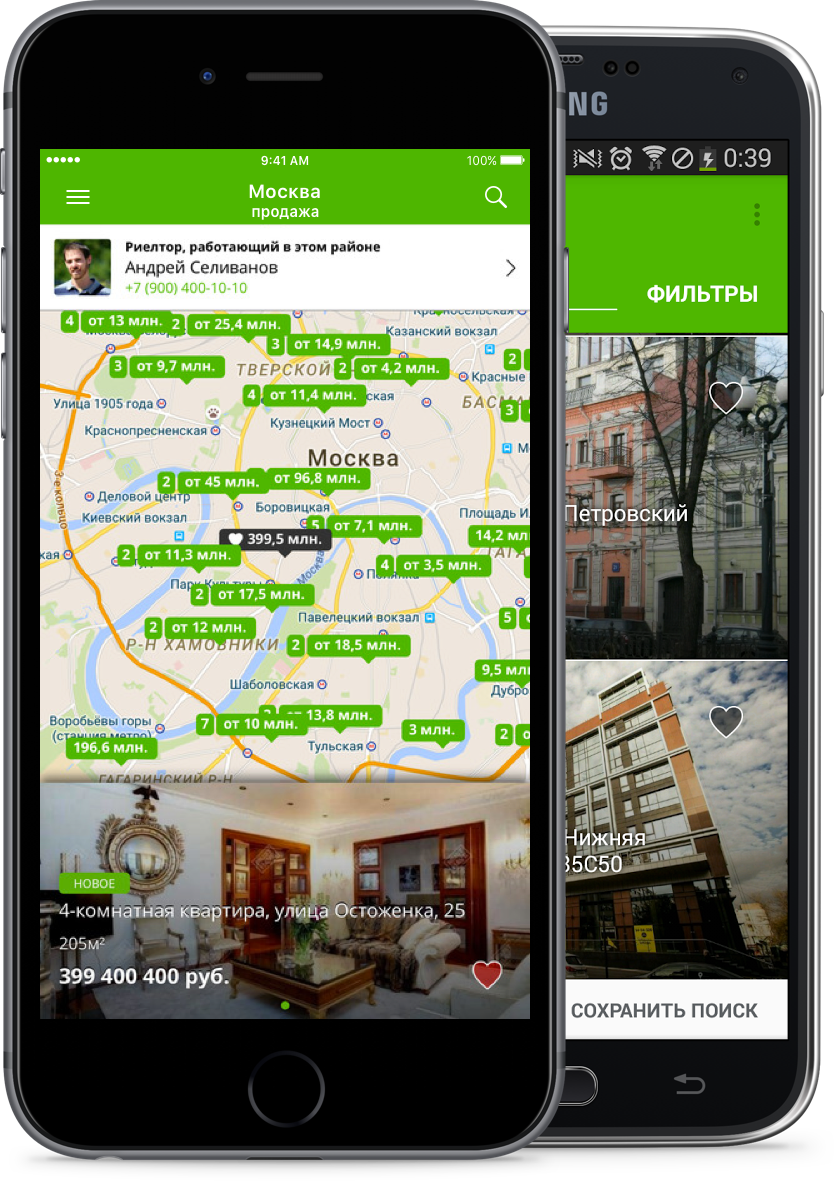 9:41 AM
100%
Москва
продажа
Риелтор, работающий в этом районе
Андрей Селиванов
+7 (900) 400-10-10
4 от 13 млн.
2 от 25,4 млн.
Казанский вокзал
3 от 14,9 млн.
3 от 9,7 млн.
ТВЕРСКОЙ
2 от 4,2 млн.
2
Красные
4 от 11,4 млн.
Улица 1905 года
3
Краснопресненская
Кузнецкий Мост
Москва
3-е кольцо
2 от 45 млн.
от 96,8 млн.
Деловой центр
Боровицкая
Киевский вокзал
Площадь
5 от 7,1 млн.
399,5 млн.
14,2 млн
2 от 11,3 млн.
4 от 3,5 млн.
Москва
Парк Культуры
2 от 17,5 млн.
Павелецкий вокзал
5
2 от 12 млн.
Р-Н ХАМОВНИКИ
2 от 18,5 млн.
9,5 млн
Шаболовская
Дубро
13,8 млн.
Воробьёвы горы
(станция метро)
7 от 10 млн.
3 млн.
2
196,6 млн.
Тульская
ГАГАРИНСКИЙ Р-Н
НОВОЕ
4-комнатная квартира, улица Остоженка, 25
205м²
399 400 400 руб.
NG
0:39
ФИЛЬТРЫ
Петровский
Нижняя
35С50
СОХРАНИТЬ ПОИСК